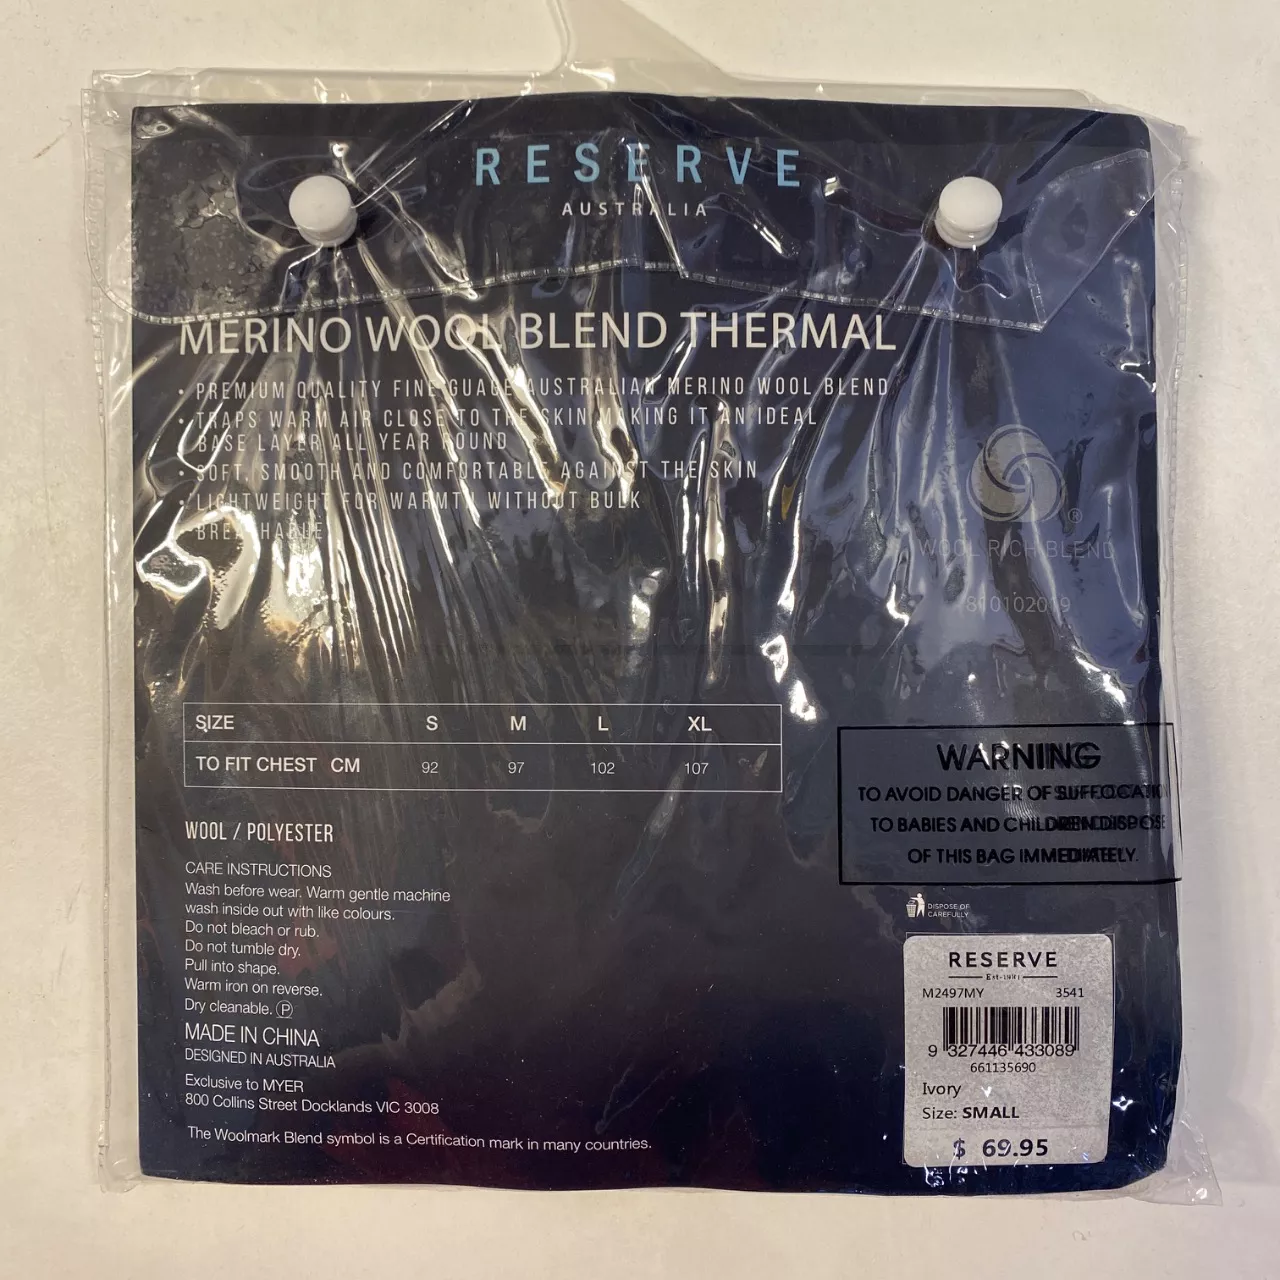 RESERVE
AUSTRALIA
MERINO WOOL BLEND THERMAL
• PREMIUM QUALITY FINE GUAGE AUSTRALIAN MERINO WOOL BLEND
• TRAPS WARM AIR CLOSE TO THE SKIN MAKING IT AN IDEAL
BASE LAYER ALL YEAR ROUND
• SOFT, SMOOTH AND COMFORTABLE AGAINST THE SKIN
• LIGHTWEIGHT FOR WARMTH WITHOUT BULK
• BREATHABLE
®
WOOL RICH BLEND
810102019
SIZE S M L XL
TO FIT CHEST CM 92 97 102 107
WOOL / POLYESTER
CARE INSTRUCTIONS
Wash before wear. Warm gentle machine
wash inside out with like colours.
Do not bleach or rub.
Do not tumble dry.
Pull into shape.
Warm iron on reverse.
Dry cleanable. Ⓟ
MADE IN CHINA
DESIGNED IN AUSTRALIA
Exclusive to MYER
800 Collins Street Docklands VIC 3008
The Woolmark Blend symbol is a Certification mark in many countries.
WARNING
TO AVOID DANGER OF SUFFOCATION
TO BABIES AND CHILDREN DISPOSE
OF THIS BAG IMMEDIATELY.
DISPOSE OF
CAREFULLY
RESERVE
M2497MY 3541
9 327446 433089
661135690
Ivory
Size: SMALL
$ 69.95